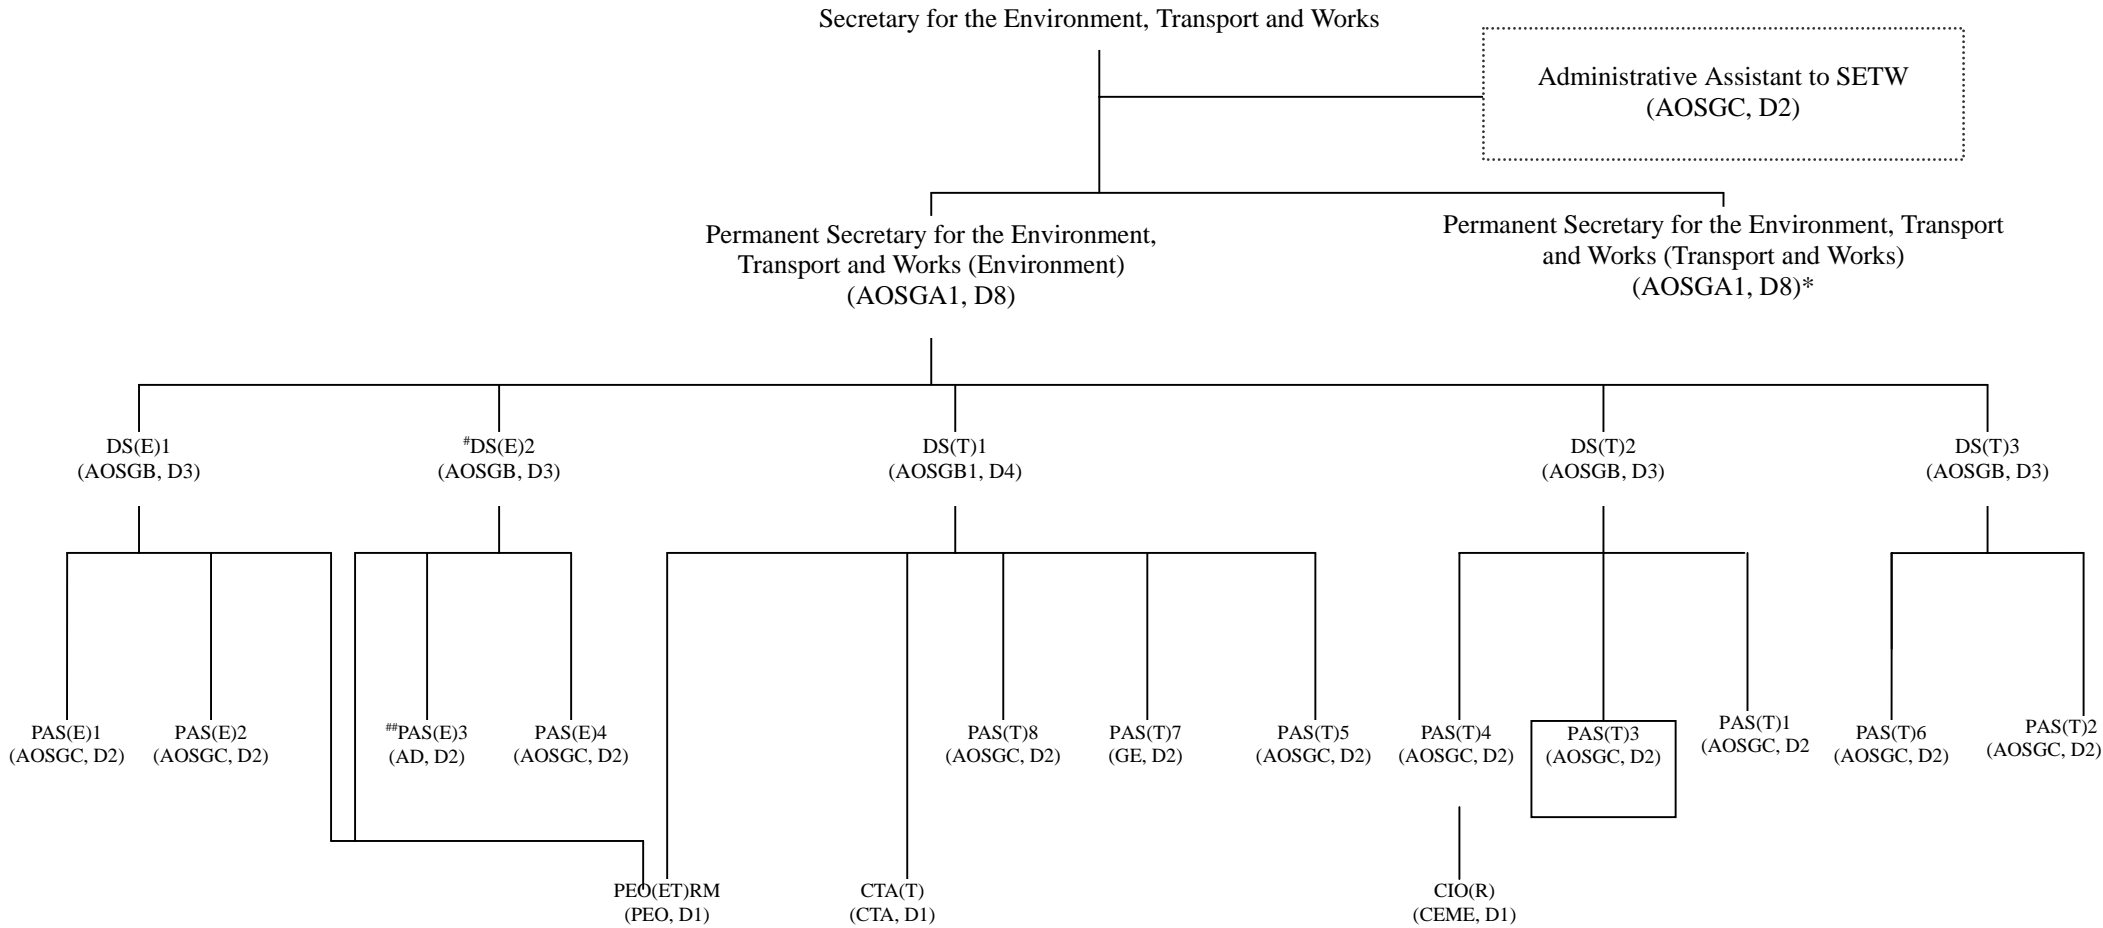 Secretary for the Environment, Transport and Works
Administrative Assistant to SETW
(AOSGC, D2)
Permanent Secretary for the Environment,
Transport and Works (Environment)
(AOSGA1, D8)
Permanent Secretary for the Environment, Transport
and Works (Transport and Works)
(AOSGA1, D8)*
DS(E)1
(AOSGB, D3)
#DS(E)2
(AOSGB, D3)
DS(T)1
(AOSGB1, D4)
DS(T)2
(AOSGB, D3)
DS(T)3
(AOSGB, D3)
PAS(E)1
(AOSGC, D2)
PAS(E)2
(AOSGC, D2)
##PAS(E)3
(AD, D2)
PAS(E)4
(AOSGC, D2)
PAS(T)8
(AOSGC, D2)
PAS(T)7
(GE, D2)
PAS(T)5
(AOSGC, D2)
PAS(T)4
(AOSGC, D2)
PAS(T)3
(AOSGC, D2)
PAS(T)1
(AOSGC, D2
PAS(T)6
(AOSGC, D2)
PAS(T)2
(AOSGC, D2)
PEO(ET)RM
(PEO, D1)
CTA(T)
(CTA, D1)
CIO(R)
(CEME, D1)